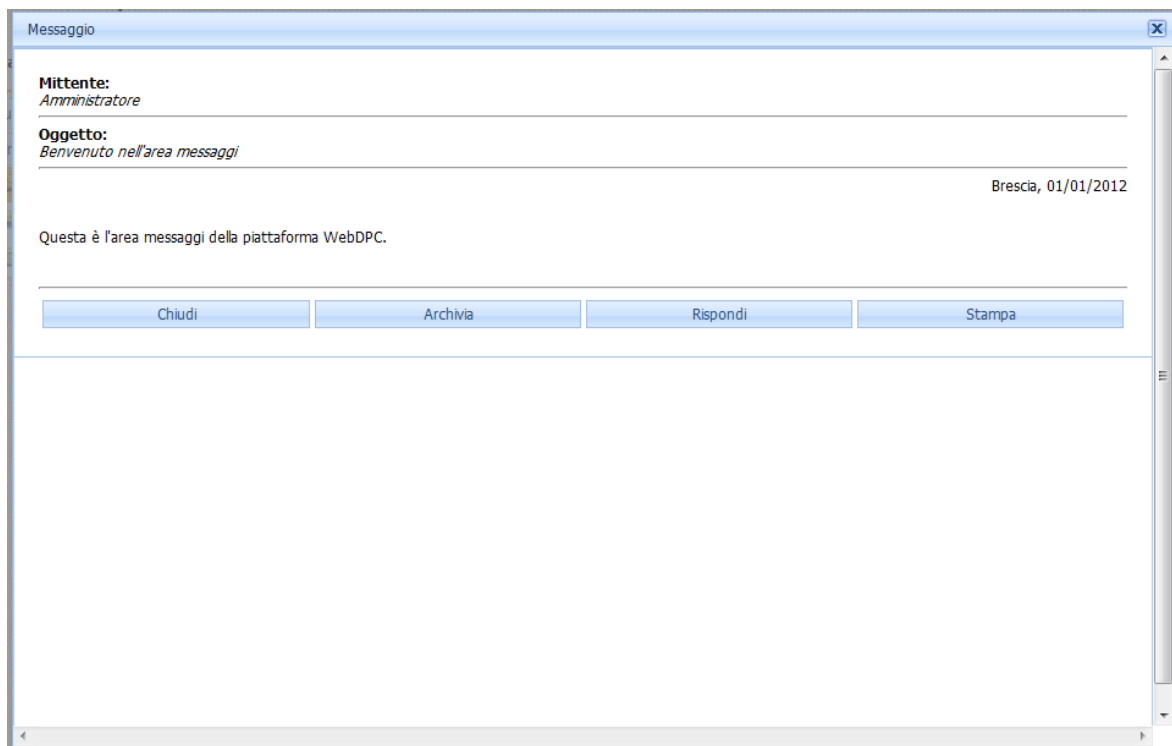 Messaggio
Mittente:
Amministratore
Oggetto:
Benvenuto nell'area messaggi
Brescia, 01/01/2012
Questa è l'area messaggi della piattaforma WebDPC.
Chiudi Archivia Rispondi Stampa